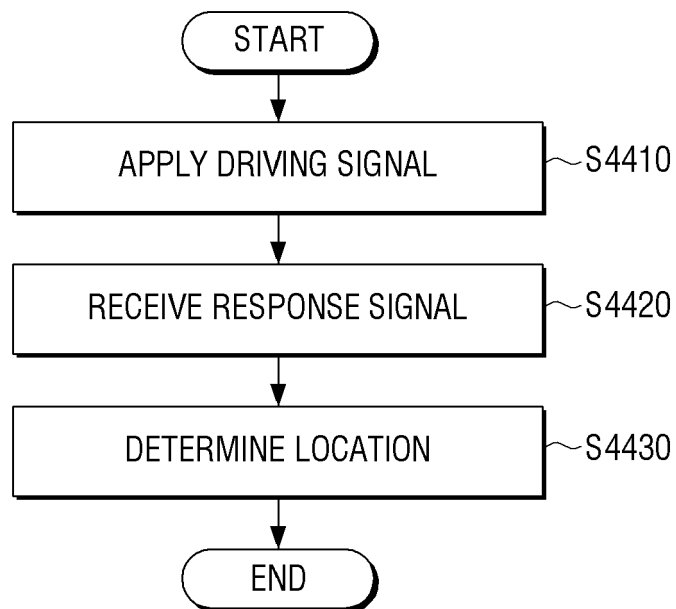 START
APPLY DRIVING SIGNAL
S4410
RECEIVE RESPONSE SIGNAL
S4420
DETERMINE LOCATION
S4430
END